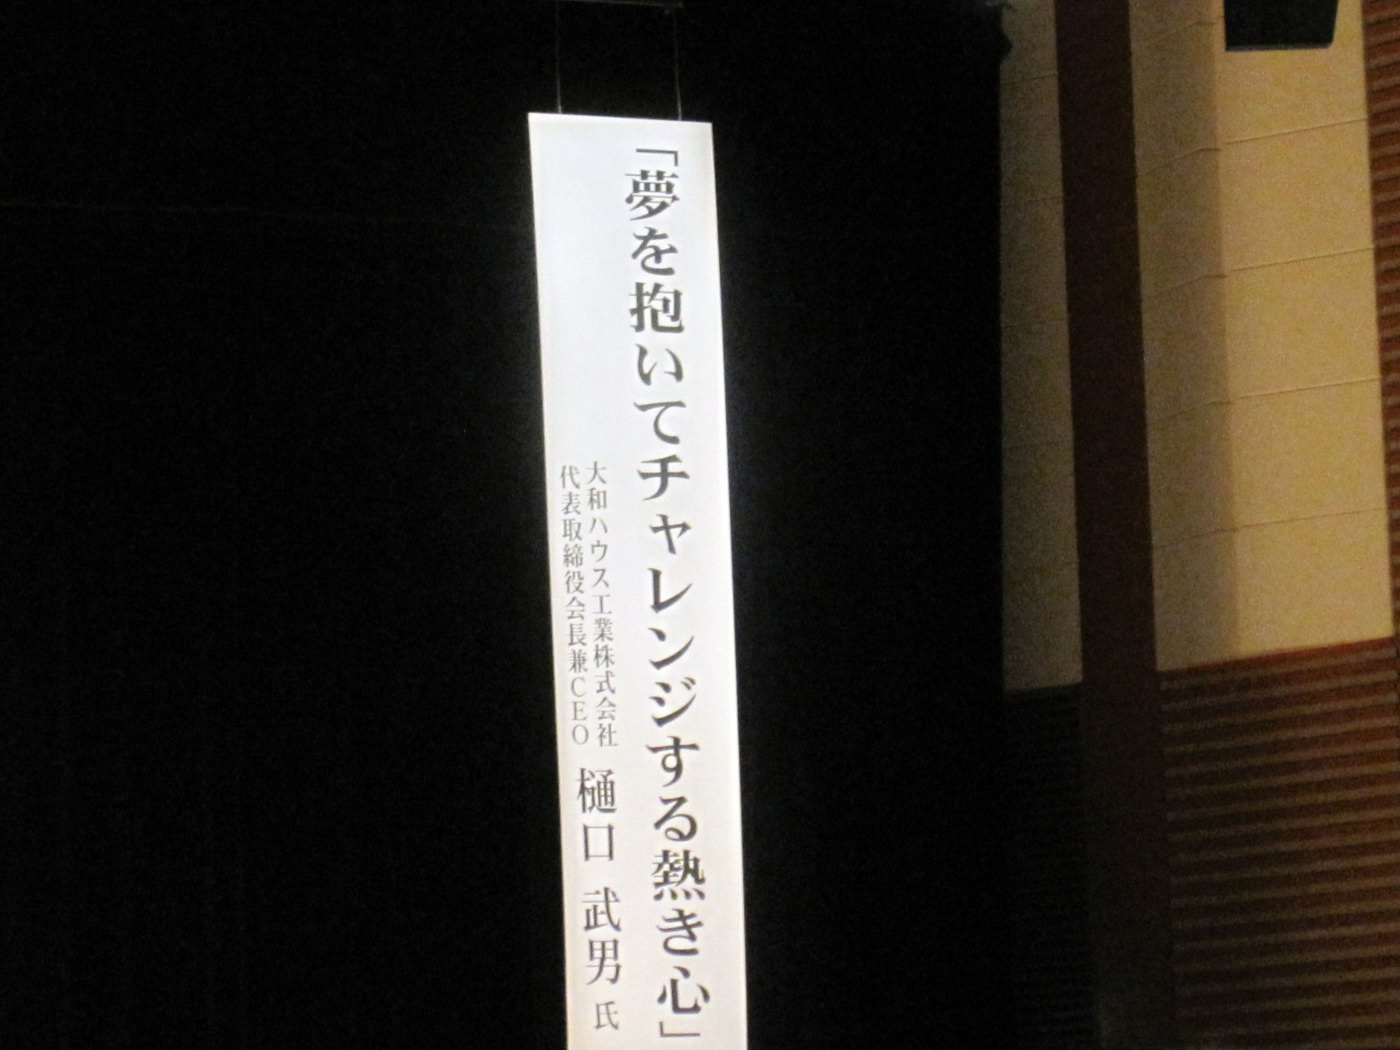 「夢を抱いてチャレンジする熱き心」
大和ハウス工業株式会社
代表取締役会長兼CEO
樋口 武男 氏